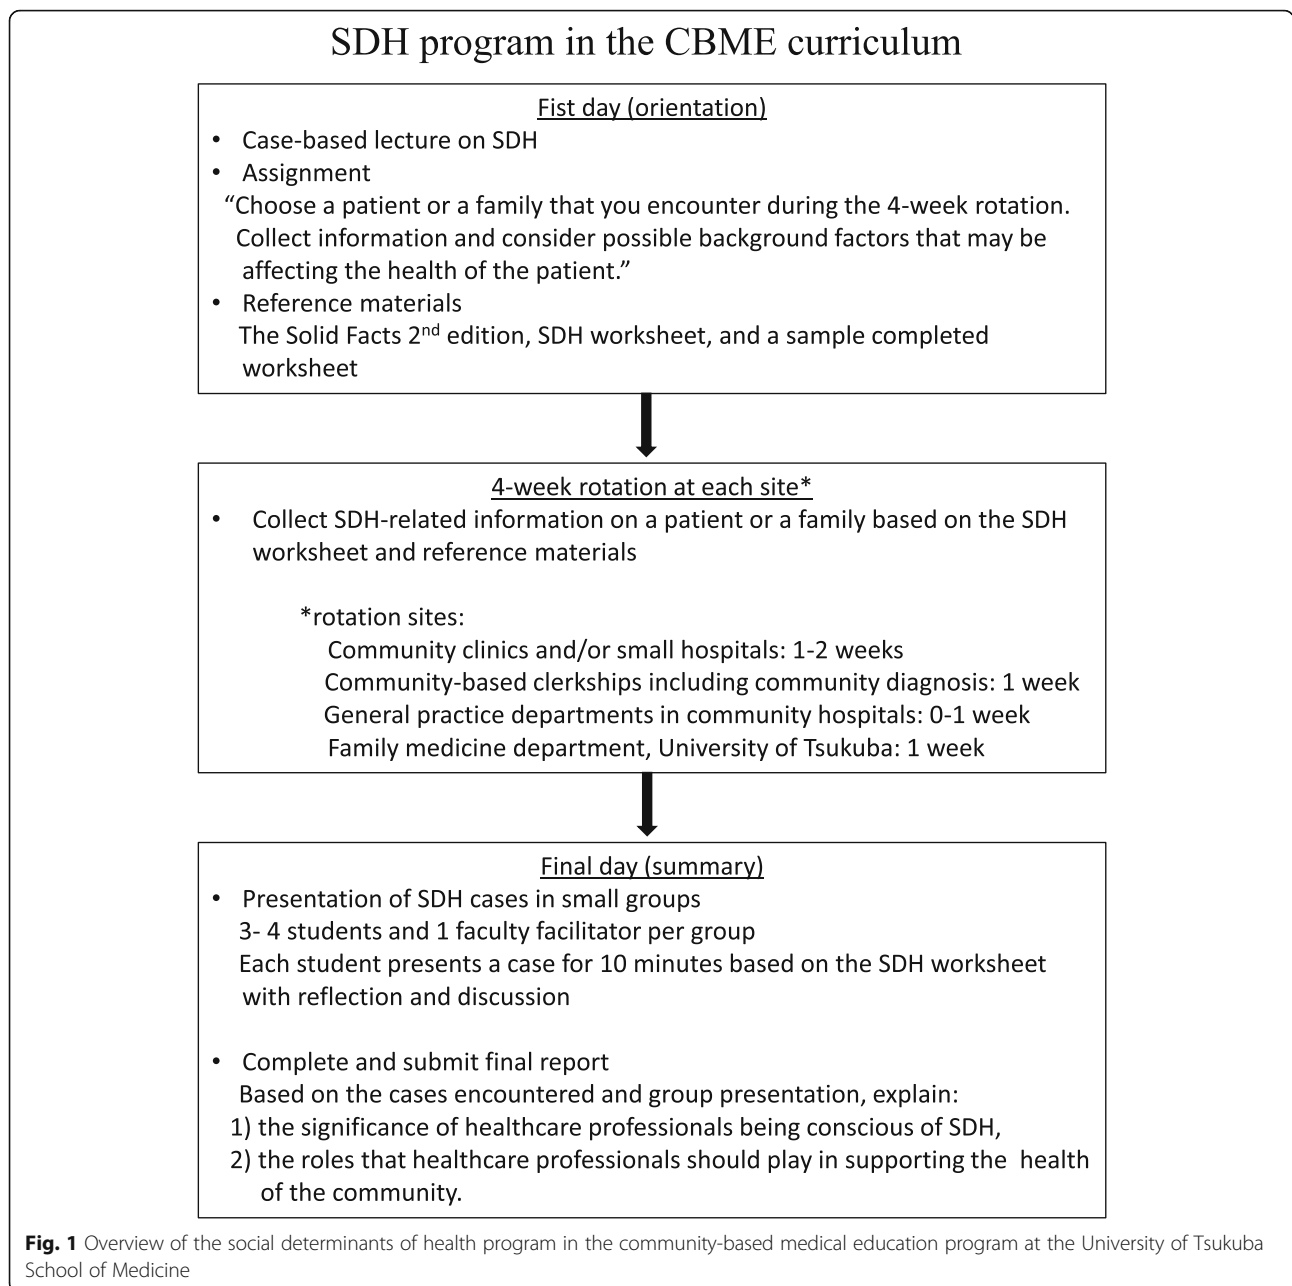 SDH program in the CBME curriculum
Fist day (orientation)
• Case-based lecture on SDH
• Assignment
“Choose a patient or a family that you encounter during the 4-week rotation.
Collect information and consider possible background factors that may be
affecting the health of the patient.”
• Reference materials
The Solid Facts 2nd edition, SDH worksheet, and a sample completed
worksheet
4-week rotation at each site*
• Collect SDH-related information on a patient or a family based on the SDH
worksheet and reference materials
*rotation sites:
Community clinics and/or small hospitals: 1-2 weeks
Community-based clerkships including community diagnosis: 1 week
General practice departments in community hospitals: 0-1 week
Family medicine department, University of Tsukuba: 1 week
Final day (summary)
• Presentation of SDH cases in small groups
3- 4 students and 1 faculty facilitator per group
Each student presents a case for 10 minutes based on the SDH worksheet
with reflection and discussion
• Complete and submit final report
Based on the cases encountered and group presentation, explain:
1) the significance of healthcare professionals being conscious of SDH,
2) the roles that healthcare professionals should play in supporting the health
of the community.
Fig. 1 Overview of the social determinants of health program in the community-based medical education program at the University of Tsukuba
School of Medicine